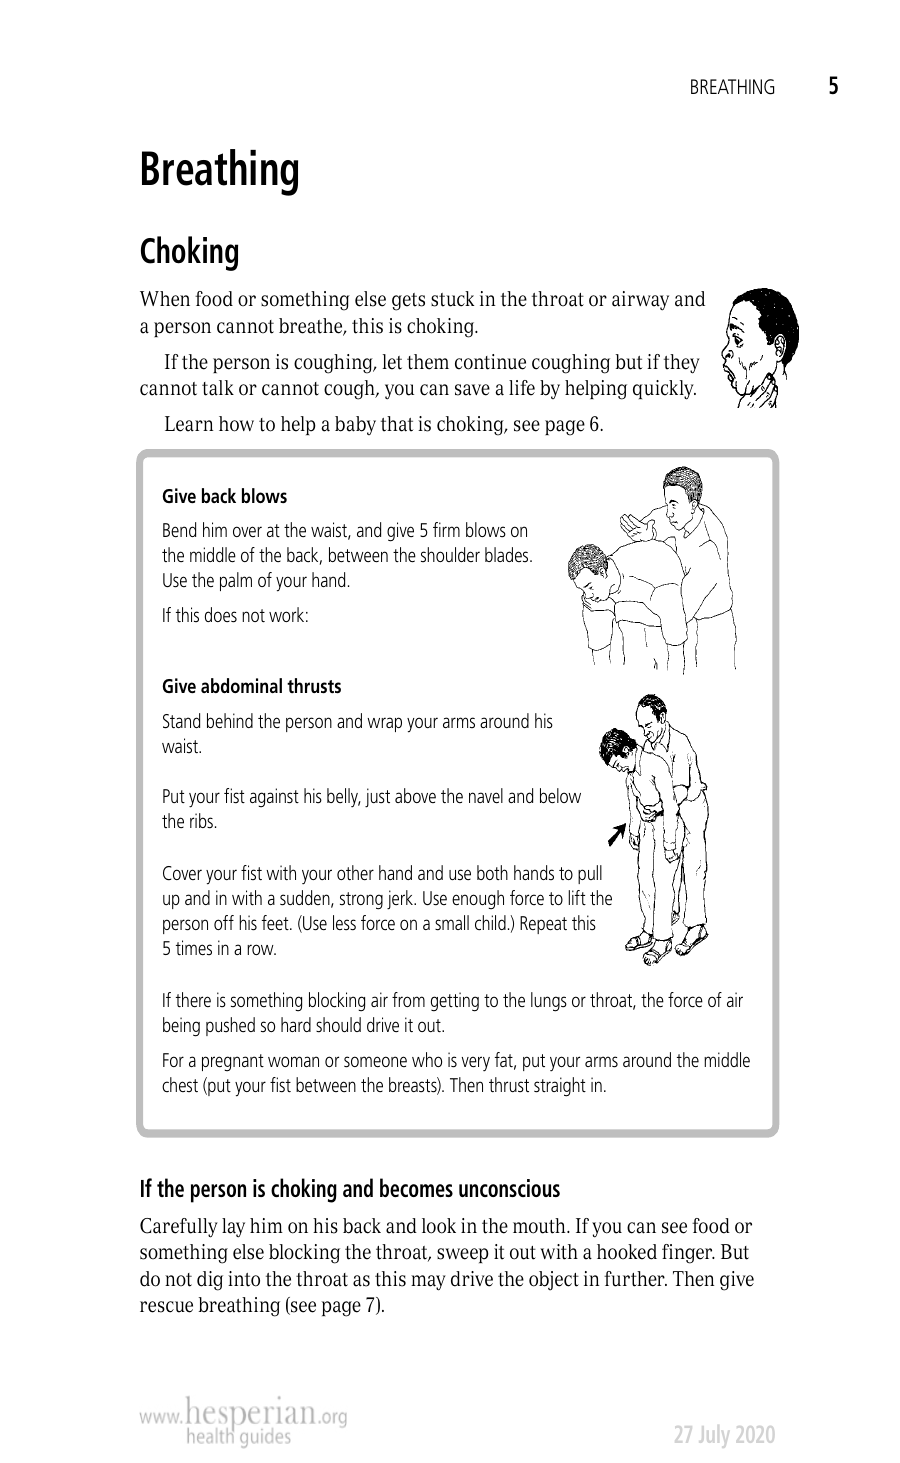 BREATHING 5
Breathing
Choking
When food or something else gets stuck in the throat or airway and
a person cannot breathe, this is choking.
If the person is coughing, let them continue coughing but if they
cannot talk or cannot cough, you can save a life by helping quickly.
Learn how to help a baby that is choking, see page 6.
Give back blows
Bend him over at the waist, and give 5 firm blows on
the middle of the back, between the shoulder blades.
Use the palm of your hand.
If this does not work:
Give abdominal thrusts
Stand behind the person and wrap your arms around his
waist.
Put your fist against his belly, just above the navel and below
the ribs.
Cover your fist with your other hand and use both hands to pull
up and in with a sudden, strong jerk. Use enough force to lift the
person off his feet. (Use less force on a small child.) Repeat this
5 times in a row.
If there is something blocking air from getting to the lungs or throat, the force of air
being pushed so hard should drive it out.
For a pregnant woman or someone who is very fat, put your arms around the middle
chest (put your fist between the breasts). Then thrust straight in.
If the person is choking and becomes unconscious
Carefully lay him on his back and look in the mouth. If you can see food or
something else blocking the throat, sweep it out with a hooked finger. But
do not dig into the throat as this may drive the object in further. Then give
rescue breathing (see page 7).
www.hesperian.org
health guides
27 July 2020